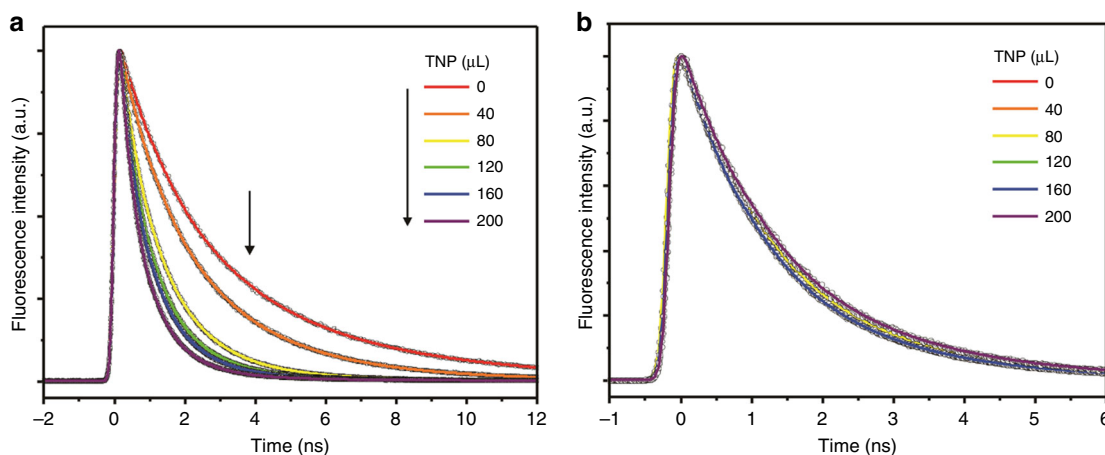 a
TNP (μL)
0
40
80
120
160
200
Fluorescence intensity (a.u.)
–2 0 2 4 6 8 10 12
Time (ns)
b
TNP (μL)
0
40
80
120
160
200
Fluorescence intensity (a.u.)
–1 0 1 2 3 4 5 6
Time (ns)